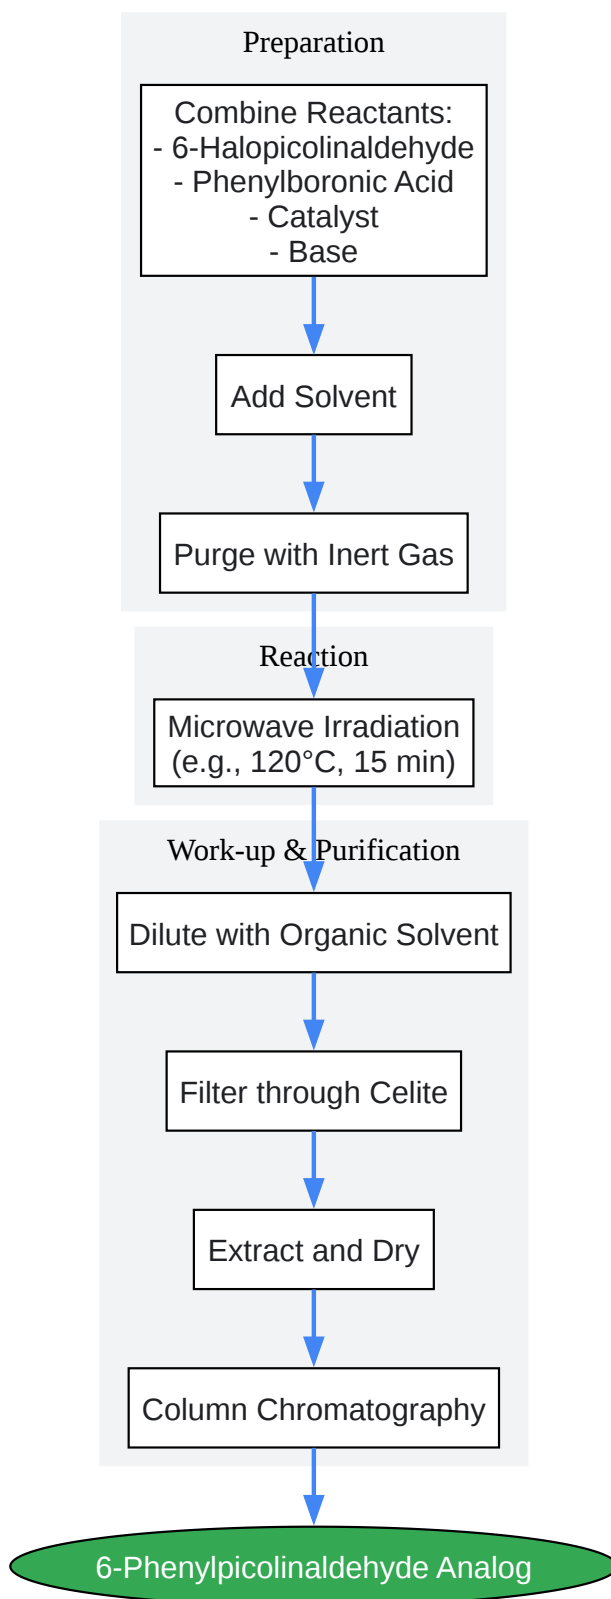 Preparation
Combine Reactants:
- 6-Halopicolinaldehyde
- Phenylboronic Acid
- Catalyst
- Base
Add Solvent
Purge with Inert Gas
Reaction
Microwave Irradiation
(e.g., 120°C, 15 min)
Work-up & Purification
Dilute with Organic Solvent
Filter through Celite
Extract and Dry
Column Chromatography
6-Phenylpicolinaldehyde Analog